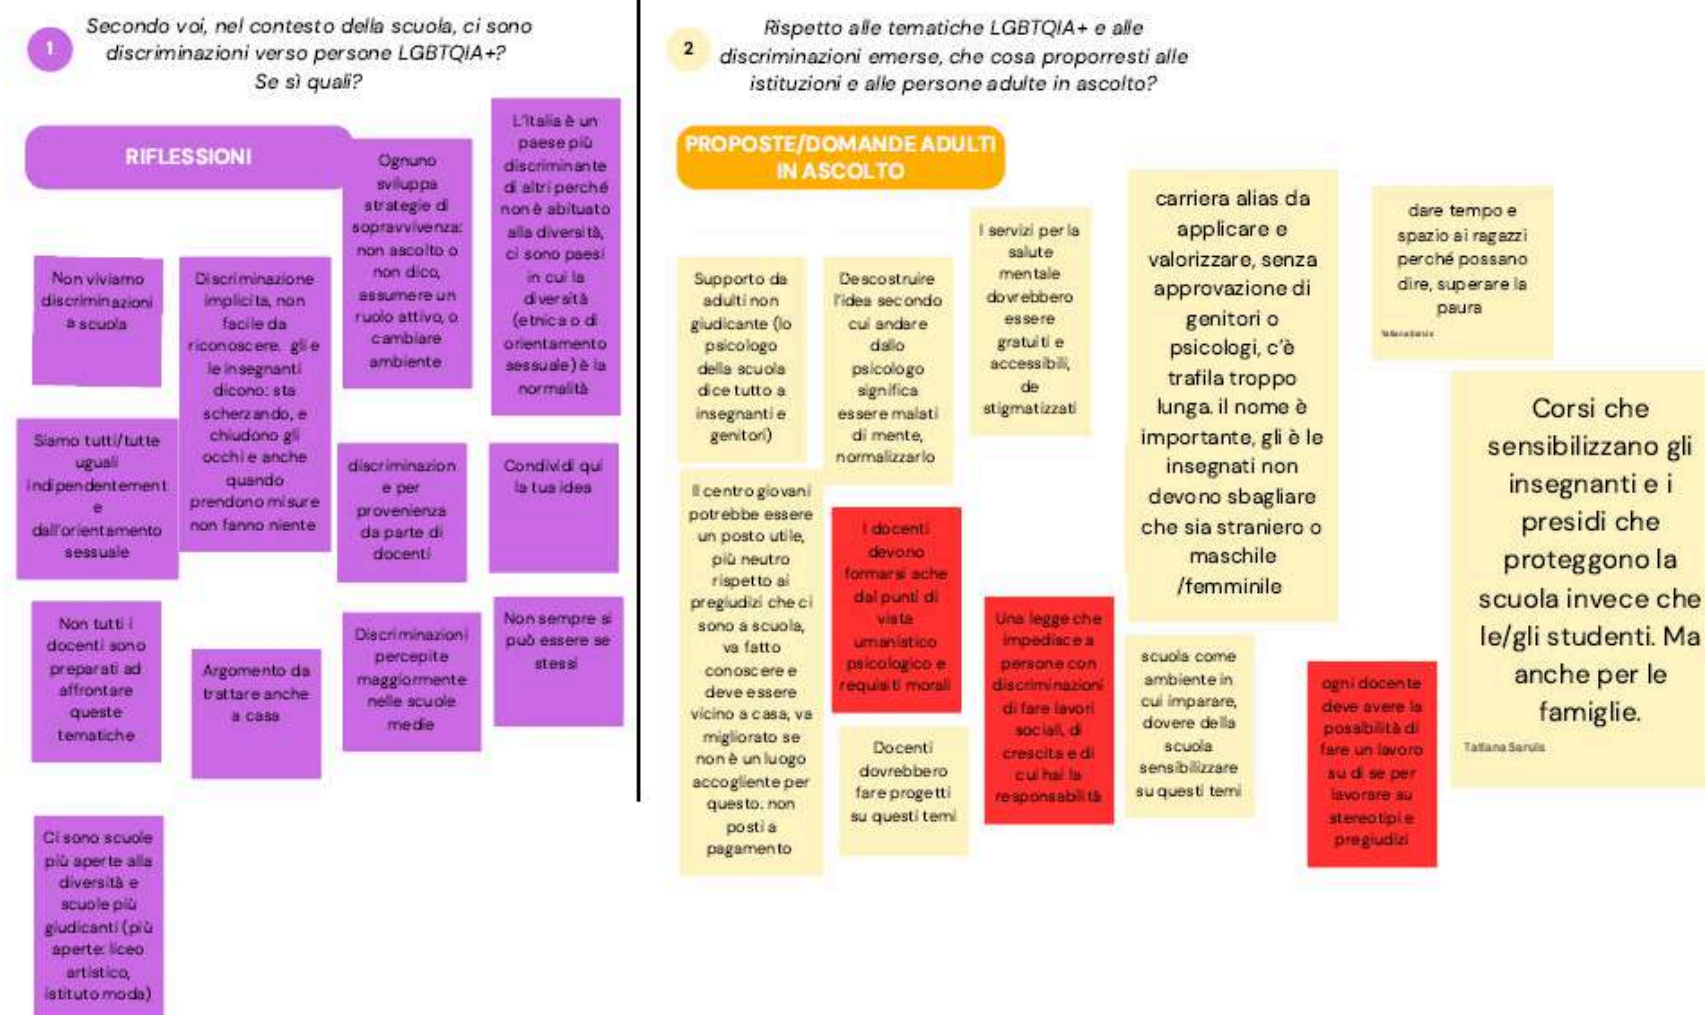 1
Secondo voi, nel contesto della scuola, ci sono
discriminazioni verso persone LGBTQIA+?
Se sì quali?
RIFLESSIONI
Non viviamo
discriminazioni
a scuola
Discriminazione
implicita, non
facile da
riconoscere. gli e
le insegnanti
dicono: sta
scherzando, e
chiudono gli
occhi e anche
quando
prendono misure
non fanno niente
Ognuno
sviluppa
strategie di
sopravvivenza:
non ascolto o
non dico,
assumere un
ruolo attivo, o
cambiare
ambiente
L'Italia è un
paese più
discriminante
di altri perché
non è abituato
alla diversità,
ci sono paesi
in cui la
diversità
(etnica o di
orientamento
sessuale) è la
normalità
Siamo tutti/tutte
uguali
indipendentement
e
dall'orientamento
sessuale
discriminazion
e per
provenienza
da parte di
docenti
Condividi qui
la tua idea
Non tutti i
docenti sono
preparati ad
affrontare
queste
tematiche
Argomento da
trattare anche
a casa
Discriminazioni
percepite
maggiormente
nelle scuole
medie
Non sempre si
può essere se
stessi
Ci sono scuole
più aperte alla
diversità e
scuole più
giudicanti (più
aperte: liceo
artistico,
istituto moda)
2
Rispetto alle tematiche LGBTQIA+ e alle
discriminazioni emerse, che cosa proporresti alle
istituzioni e alle persone adulte in ascolto?
PROPOSTE/DOMANDE ADULTI
IN ASCOLTO
Supporto da
adulti non
giudicante (lo
psicologo
della scuola
dice tutto a
insegnanti e
genitori)
Descostruire
l'idea secondo
cui andare
dallo
psicologo
significa
essere malati
di mente,
normalizzarlo
I servizi per la
salute
mentale
dovrebbero
essere
gratuiti e
accessibili,
de
stigmatizzati
carriera alias da
applicare e
valorizzare, senza
approvazione di
genitori o
psicologi, c'è
trafila troppo
lunga. il nome è
importante, gli è le
insegnati non
devono sbagliare
che sia straniero o
maschile
/femminile
dare tempo e
spazio ai ragazzi
perché possano
dire, superare la
paura
Corsi che
sensibilizzano gli
insegnanti e i
presidi che
proteggono la
scuola invece che
le/gli studenti. Ma
anche per le
famiglie.
Tatiana Saruis
Il centro giovani
potrebbe essere
un posto utile,
più neutro
rispetto ai
pregiudizi che ci
sono a scuola,
va fatto
conoscere e
deve essere
vicino a casa, va
migliorato se
non è un luogo
accogliente per
questo. non
posti a
pagamento
I docenti
devono
formarsi ache
dal punti di
vista
umanistico
psicologico e
requisiti morali
Docenti
dovrebbero
fare progetti
su questi temi
Una legge che
impedisce a
persone con
discriminazioni
di fare lavori
sociali, di
crescita e di
cui hai la
responsabilità
scuola come
ambiente in
cui imparare,
dovere della
scuola
sensibilizzare
su questi temi
ogni docente
deve avere la
possibilità di
fare un lavoro
su di se per
lavorare su
stereotipi e
pregiudizi